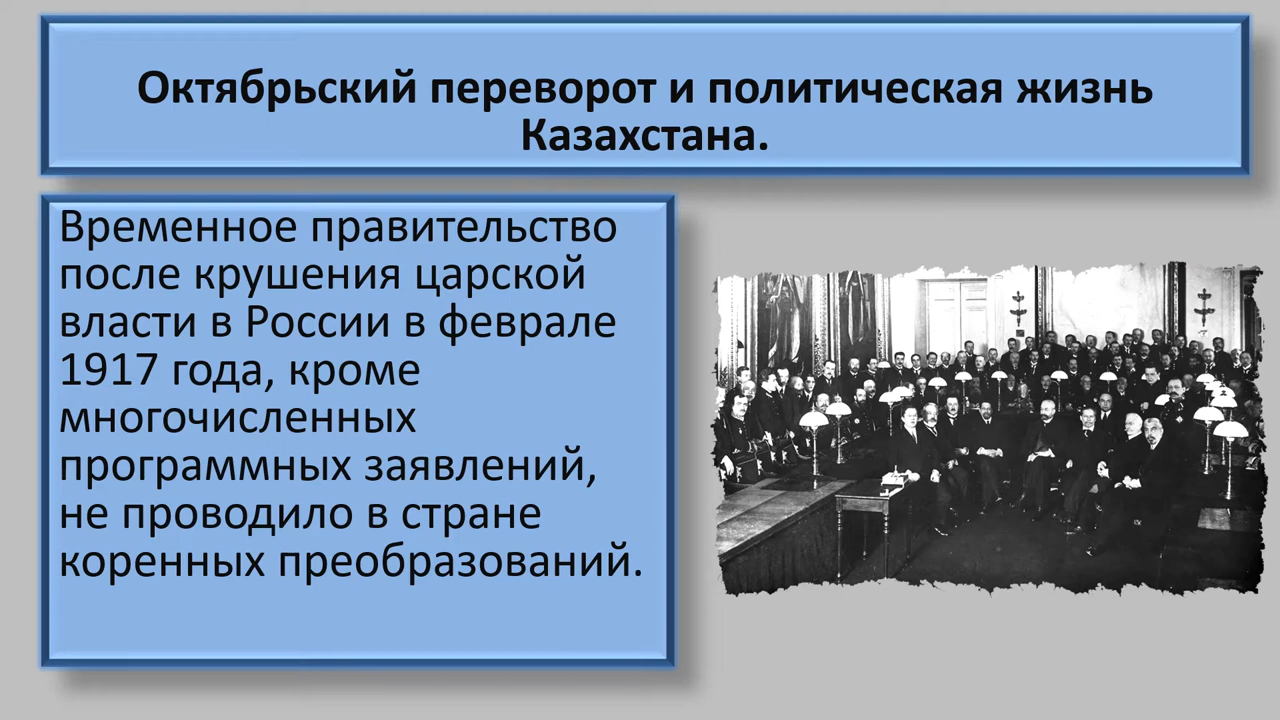 Октябрьский переворот и политическая жизнь
Казахстана.
Временное правительство
после крушения царской
власти в России в феврале
1917 года, кроме
многочисленных
программных заявлений,
не проводило в стране
коренных преобразований.